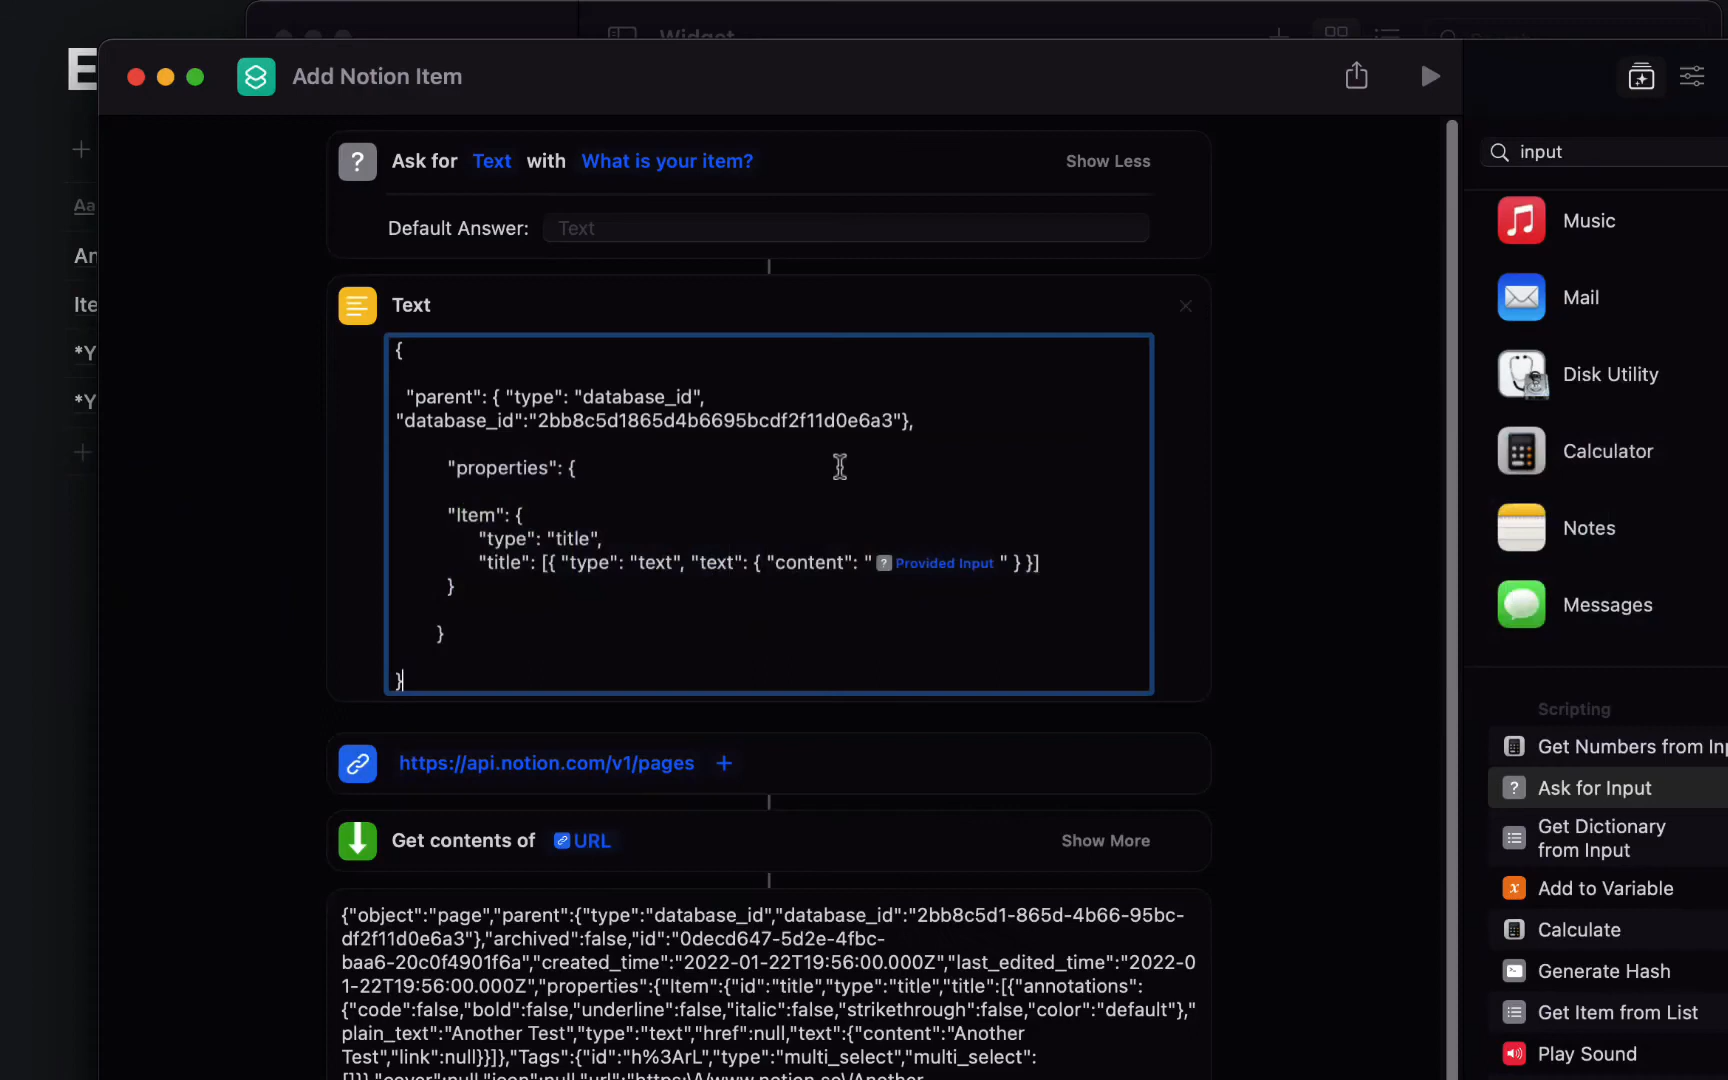 Widget
E
Add Notion Item
input
Aa
An
Ite
*Y
*Y
Ask for Text with What is your item?
Show Less
Default Answer: Text
Text
{
"parent": { "type": "database_id",
"database_id":"2bb8c5d1865d4b6695bcdf2f11d0e6a3"},
"properties": {
"Item": {
"type": "title",
"title": [{ "type": "text", "text": { "content": " Provided Input " } }]
}
}
}
https://api.notion.com/v1/pages +
Get contents of URL
Show More
{"object":"page","parent":{"type":"database_id","database_id":"2bb8c5d1-865d-4b66-95bc-
df2f11d0e6a3"},"archived":false,"id":"0decd647-5d2e-4fbc-
baa6-20c0f4901f6a","created_time":"2022-01-22T19:56:00.000Z","last_edited_time":"2022-0
1-22T19:56:00.000Z","properties":{"Item":{"id":"title","type":"title","title":[{"annotations":
{"code":false,"bold":false,"underline":false,"italic":false,"strikethrough":false,"color":"default"},"
plain_text":"Another Test","type":"text","href":null,"text":{"content":"Another
Test","link":null}}]},"Tags":{"id":"h%3ArL","type":"multi_select","multi_select":
Music
Mail
Disk Utility
Calculator
Notes
Messages
Scripting
Get Numbers from Inp
Ask for Input
Get Dictionary
from Input
Add to Variable
Calculate
Generate Hash
Get Item from List
Play Sound